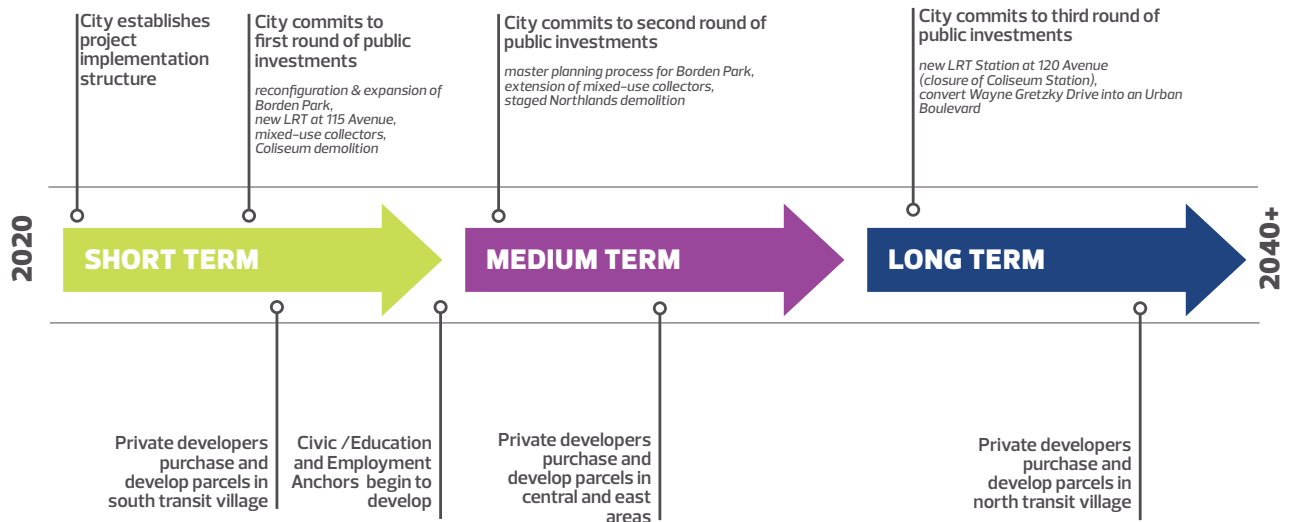 City establishes
project
implementation
structure
City commits to
first round of public
investments
reconfiguration & expansion of
Borden Park,
new LRT at 115 Avenue,
mixed-use collectors,
Coliseum demolition
City commits to second round of
public investments
master planning process for Borden Park,
extension of mixed-use collectors,
staged Northlands demolition
City commits to third round of
public investments
new LRT Station at 120 Avenue
(closure of Coliseum Station),
convert Wayne Gretzky Drive into an Urban
Boulevard
2020
SHORT TERM
MEDIUM TERM
LONG TERM
2040+
Private developers
purchase and
develop parcels in
south transit village
Civic /Education
and Employment
Anchors begin to
develop
Private developers
purchase and
develop parcels in
central and east
areas
Private developers
purchase and
develop parcels in
north transit village